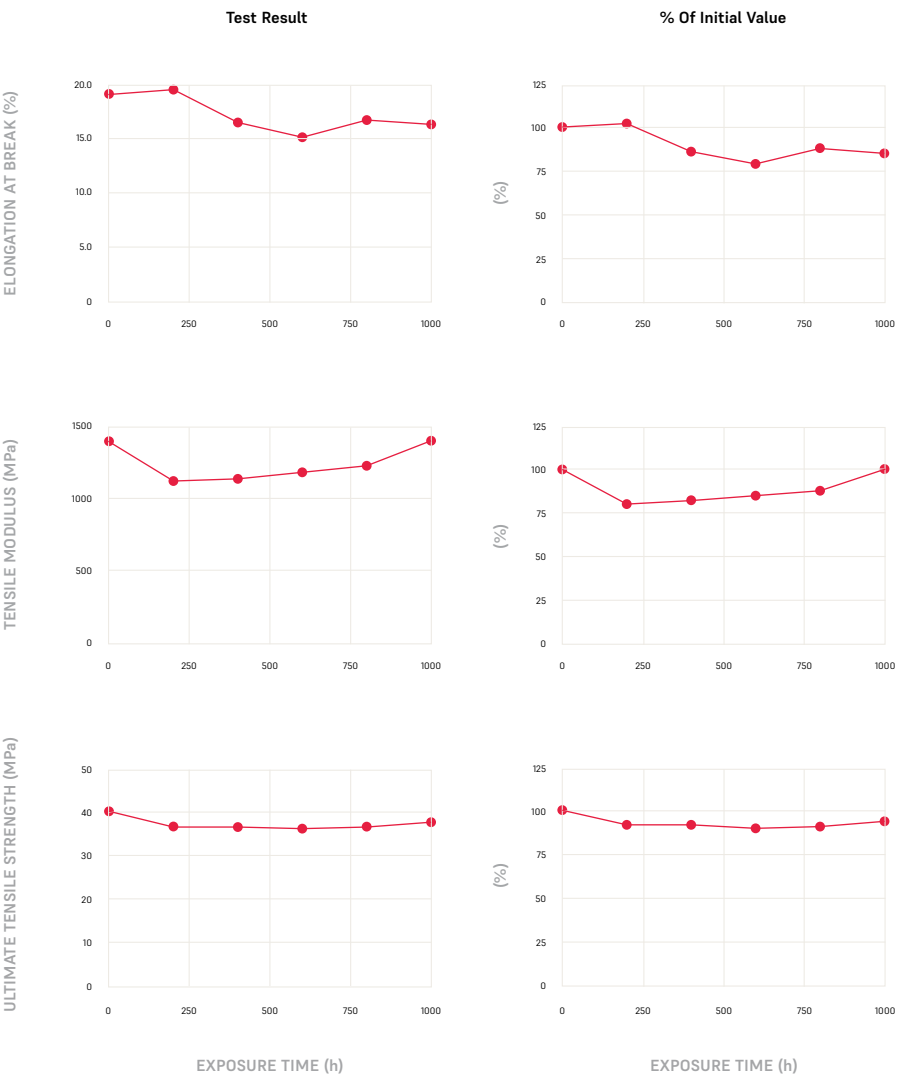 Test Result
% Of Initial Value
ELONGATION AT BREAK (%)
20.0
15.0
10.0
5.0
0
0 250 500 750 1000
(%)
125
100
75
50
25
0
0 250 500 750 1000
TENSILE MODULUS (MPa)
1500
1000
500
0
0 250 500 750 1000
(%)
125
100
75
50
25
0
0 250 500 750 1000
ULTIMATE TENSILE STRENGTH (MPa)
50
40
30
20
10
0
0 250 500 750 1000
(%)
125
100
75
50
25
0
0 250 500 750 1000
EXPOSURE TIME (h)
EXPOSURE TIME (h)